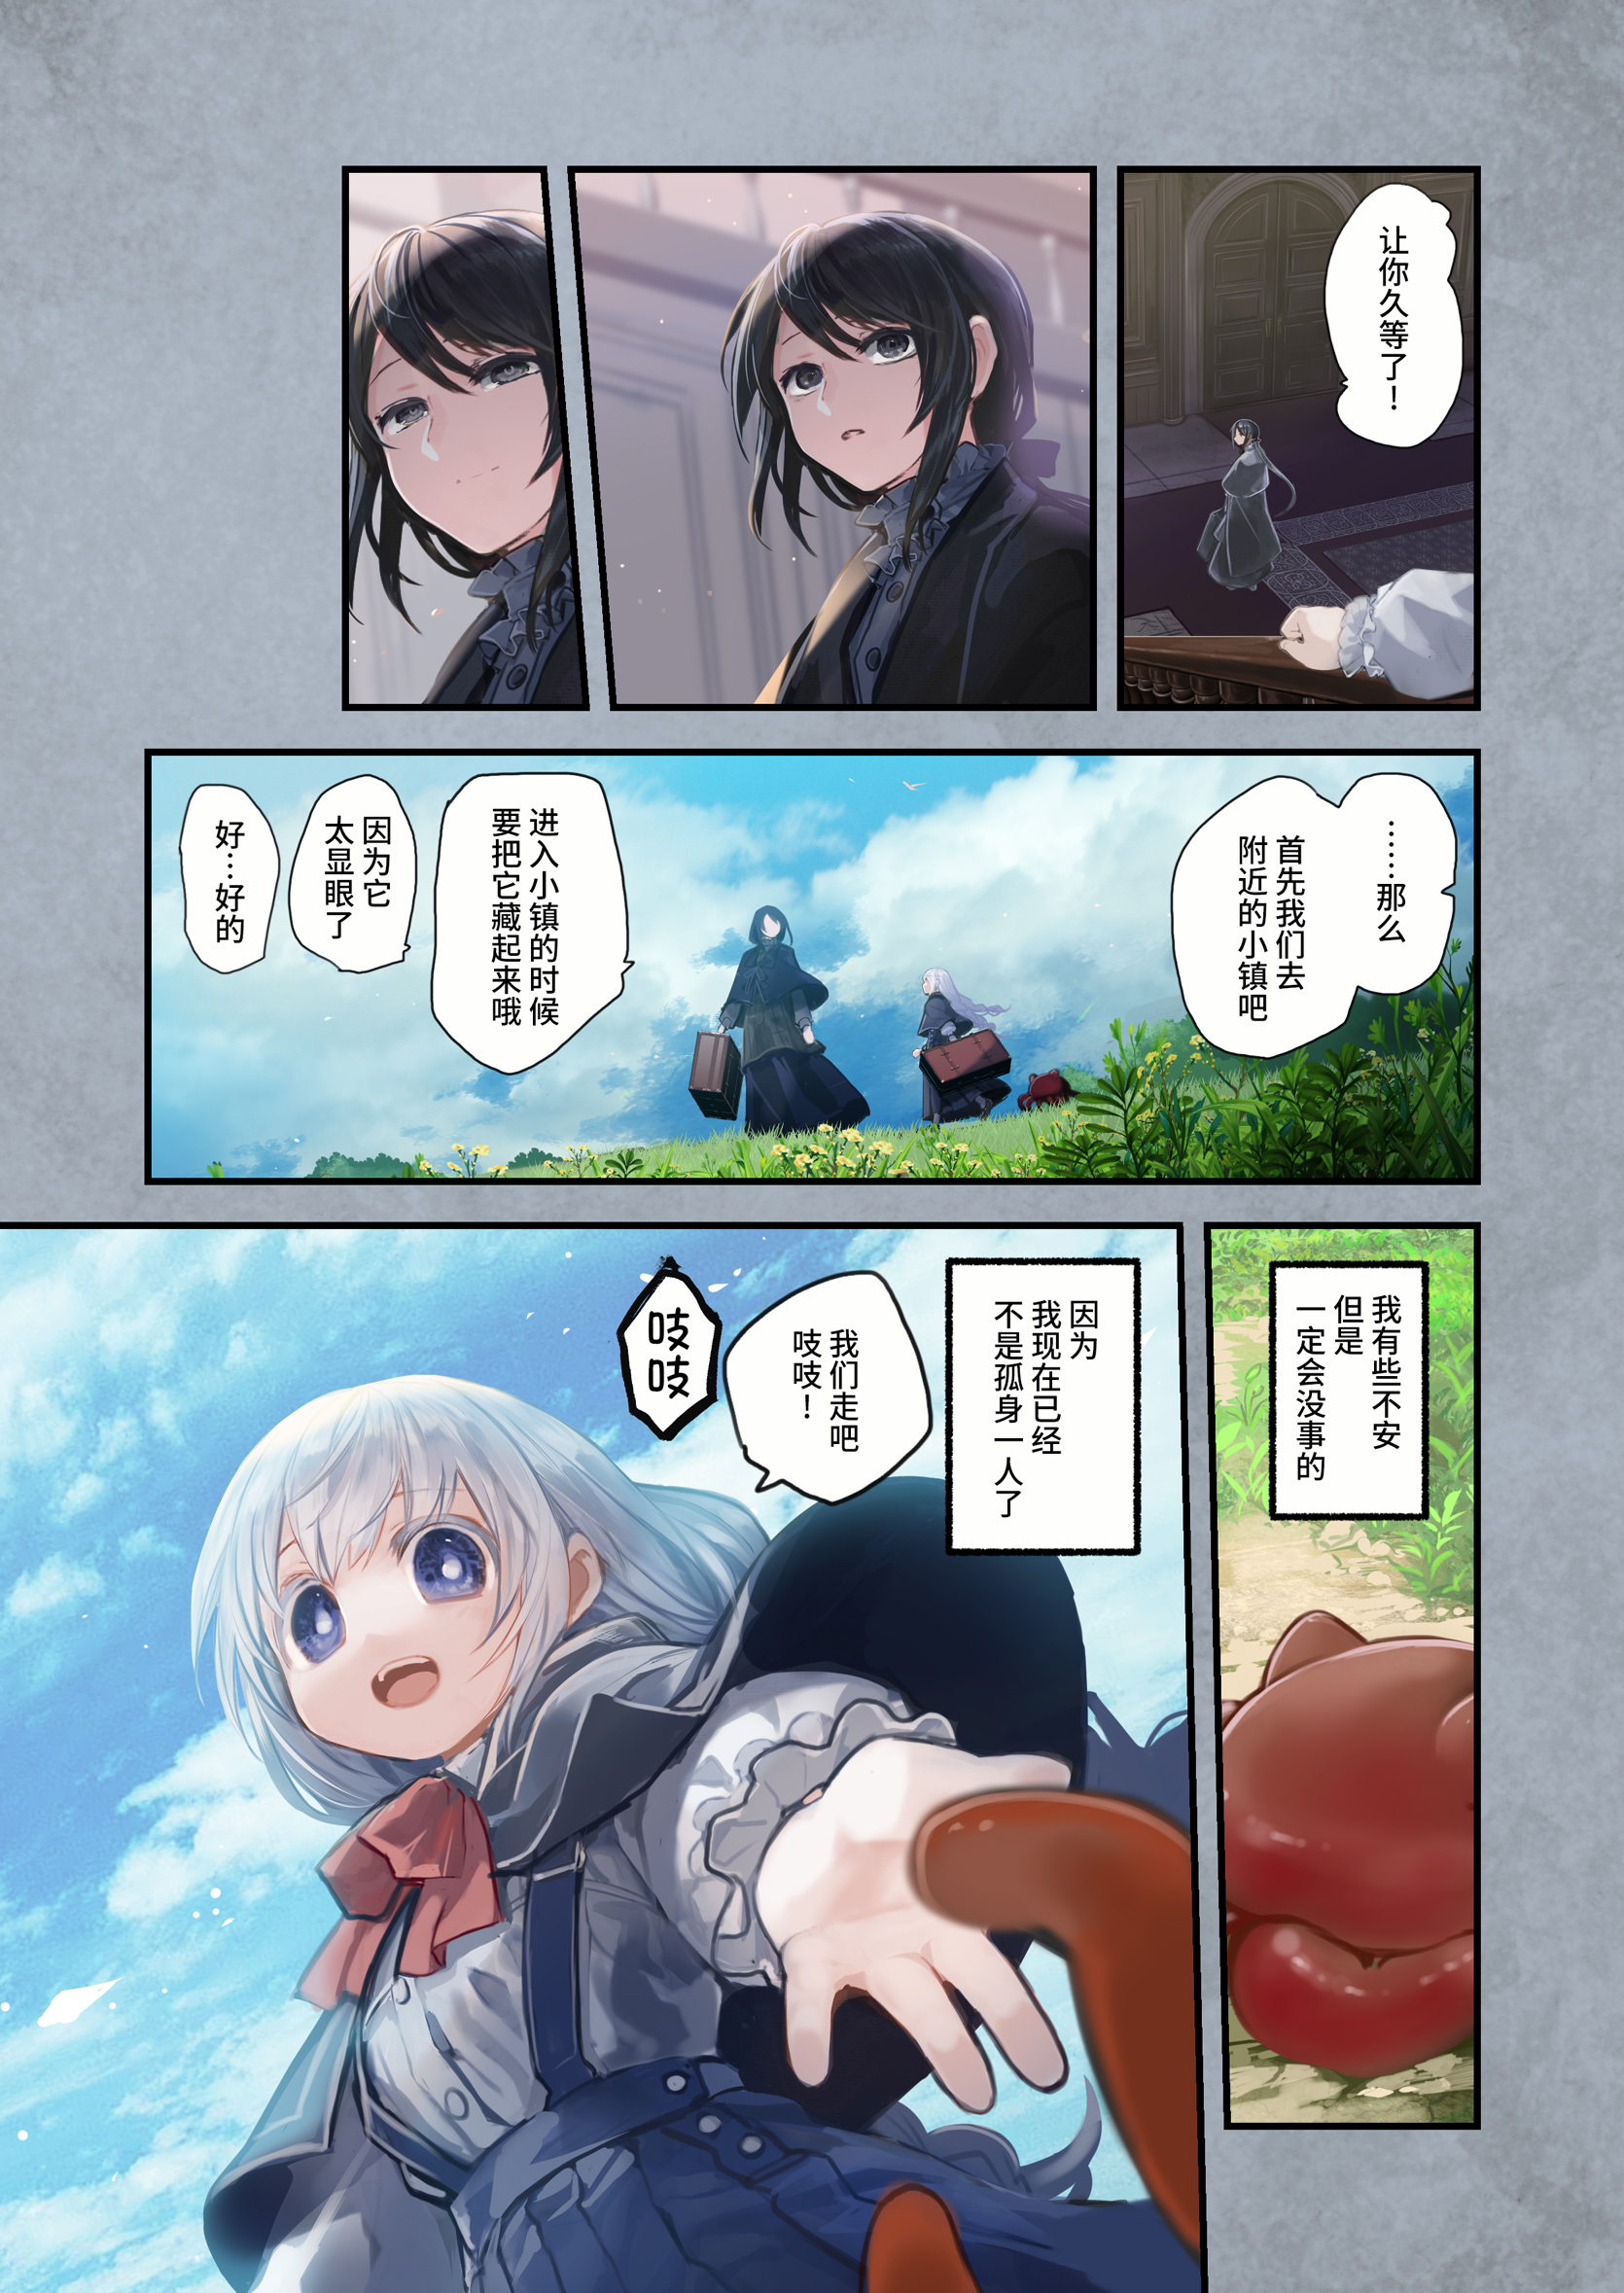 让你久等了！
……那么
首先我们去
附近的小镇吧
进入小镇的时候
要把它藏起来哦
因为它
太显眼了
好…好的
我有些不安
但是
一定会没事的
因为
我现在已经
不是孤身一人了
我们走吧
吱吱！
吱吱